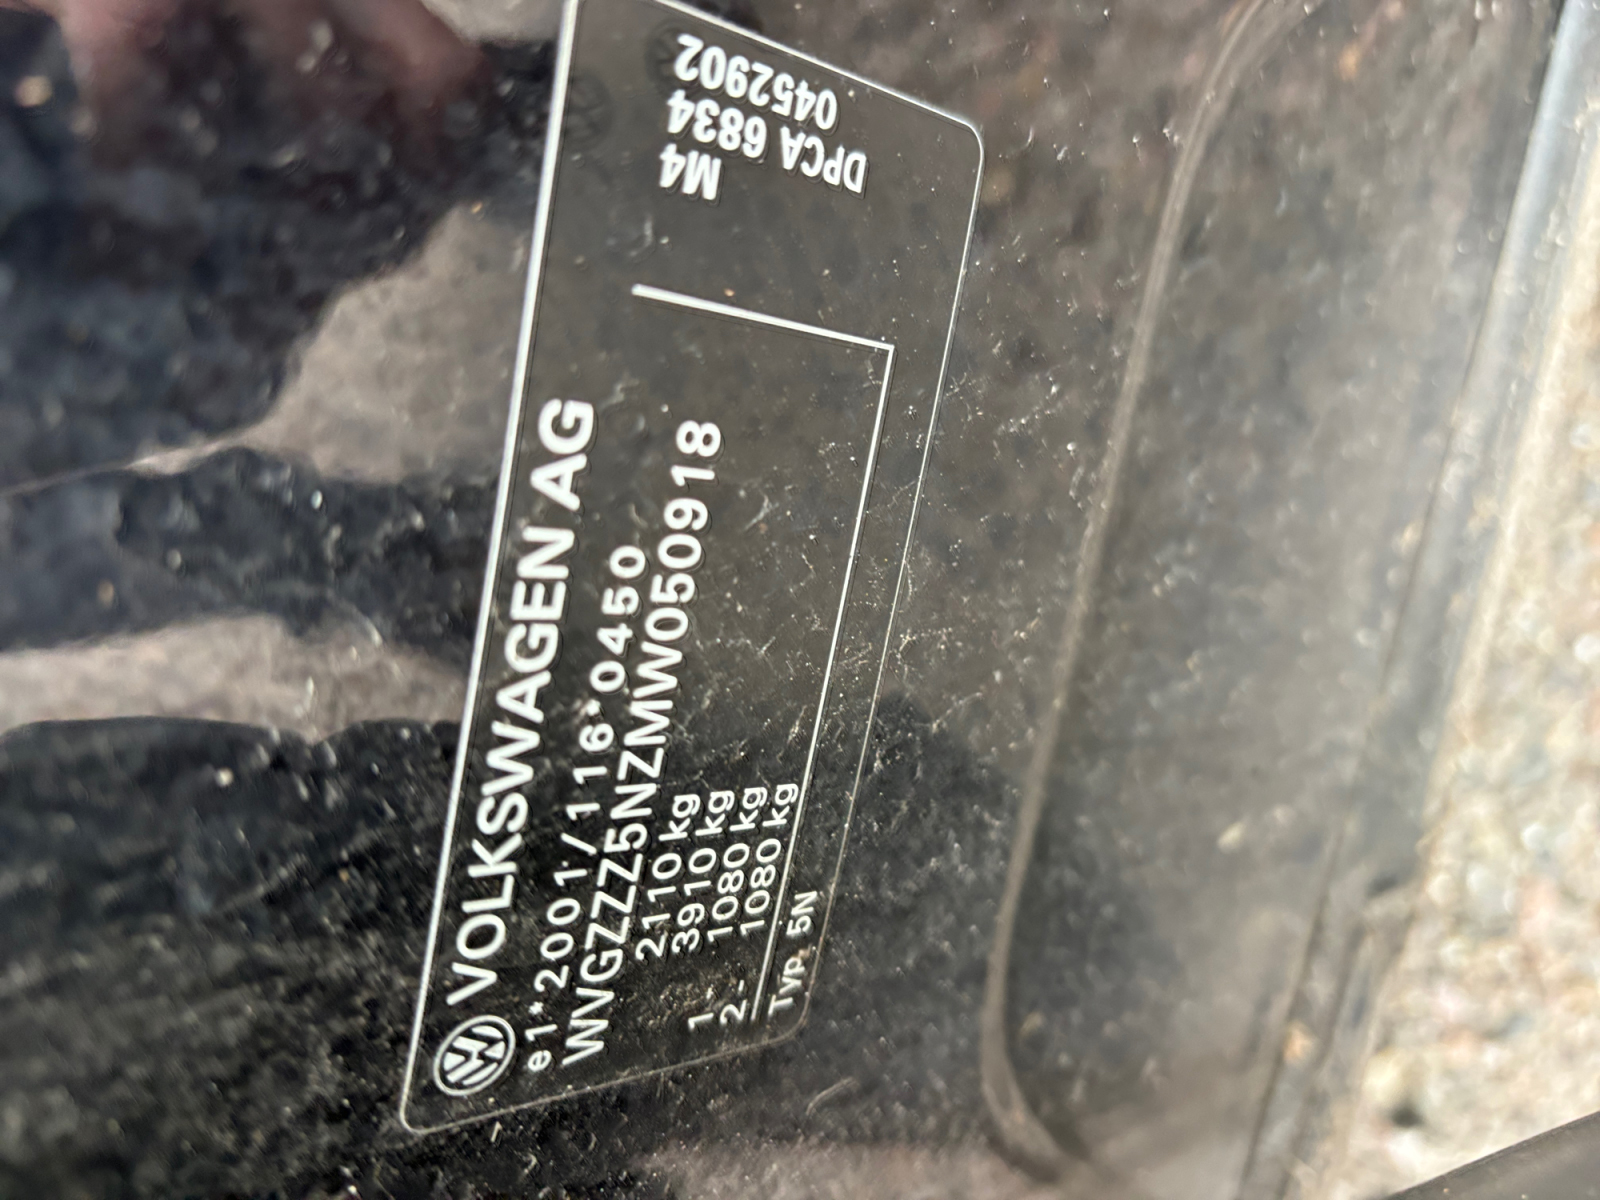 VOLKSWAGEN AG
e1*2001/116*0450
WVGZZZ5NZMW050918
2110 kg
3910 kg
1- 1080 kg
2- 1080 kg
Typ. 5N
M4
DPCA 6834
0452902